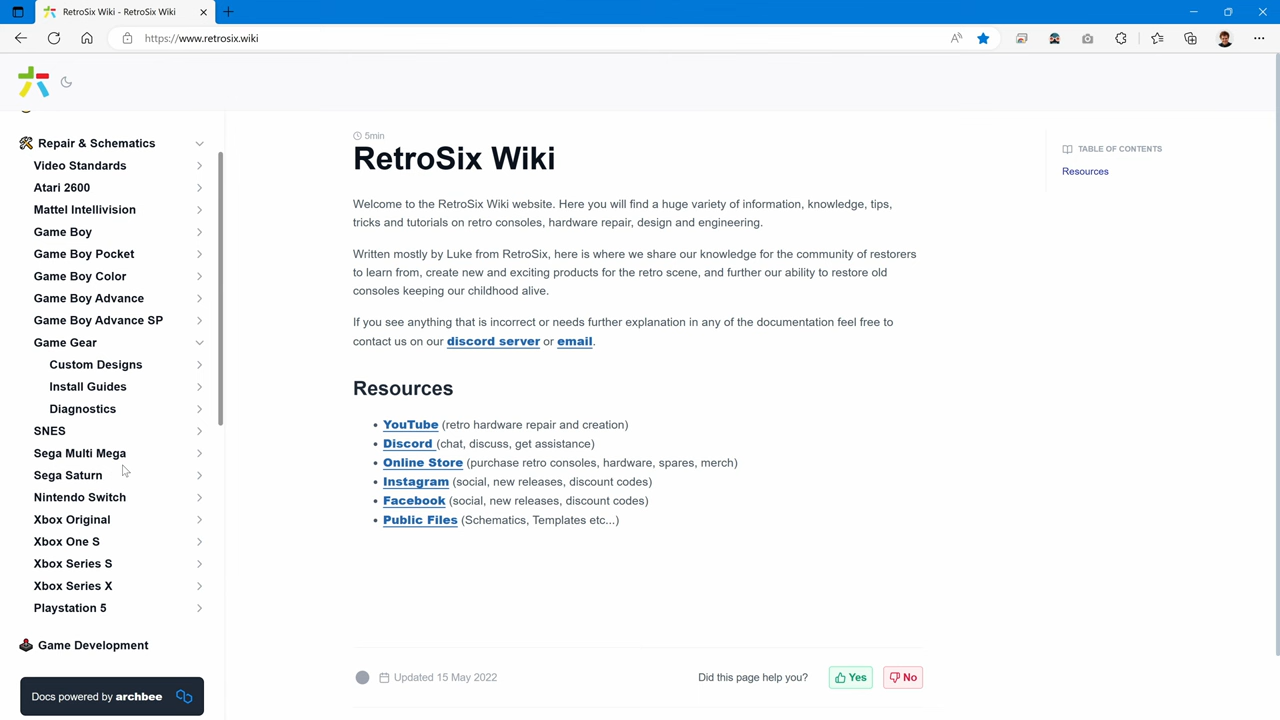 RetroSix Wiki - RetroSix Wiki
https://www.retrosix.wiki
Repair & Schematics
Video Standards
Atari 2600
Mattel Intellivision
Game Boy
Game Boy Pocket
Game Boy Color
Game Boy Advance
Game Boy Advance SP
Game Gear
Custom Designs
Install Guides
Diagnostics
SNES
Sega Multi Mega
Sega Saturn
Nintendo Switch
Xbox Original
Xbox One S
Xbox Series S
Xbox Series X
Playstation 5
Game Development
Docs powered by archbee
5min
RetroSix Wiki
Welcome to the RetroSix Wiki website. Here you will find a huge variety of information, knowledge, tips,
tricks and tutorials on retro consoles, hardware repair, design and engineering.
Written mostly by Luke from RetroSix, here is where we share our knowledge for the community of restorers
to learn from, create new and exciting products for the retro scene, and further our ability to restore old
consoles keeping our childhood alive.
If you see anything that is incorrect or needs further explanation in any of the documentation feel free to
contact us on our discord server or email.
Resources
• YouTube (retro hardware repair and creation)
• Discord (chat, discuss, get assistance)
• Online Store (purchase retro consoles, hardware, spares, merch)
• Instagram (social, new releases, discount codes)
• Facebook (social, new releases, discount codes)
• Public Files (Schematics, Templates etc...)
Updated 15 May 2022
Did this page help you?
Yes
No
TABLE OF CONTENTS
Resources